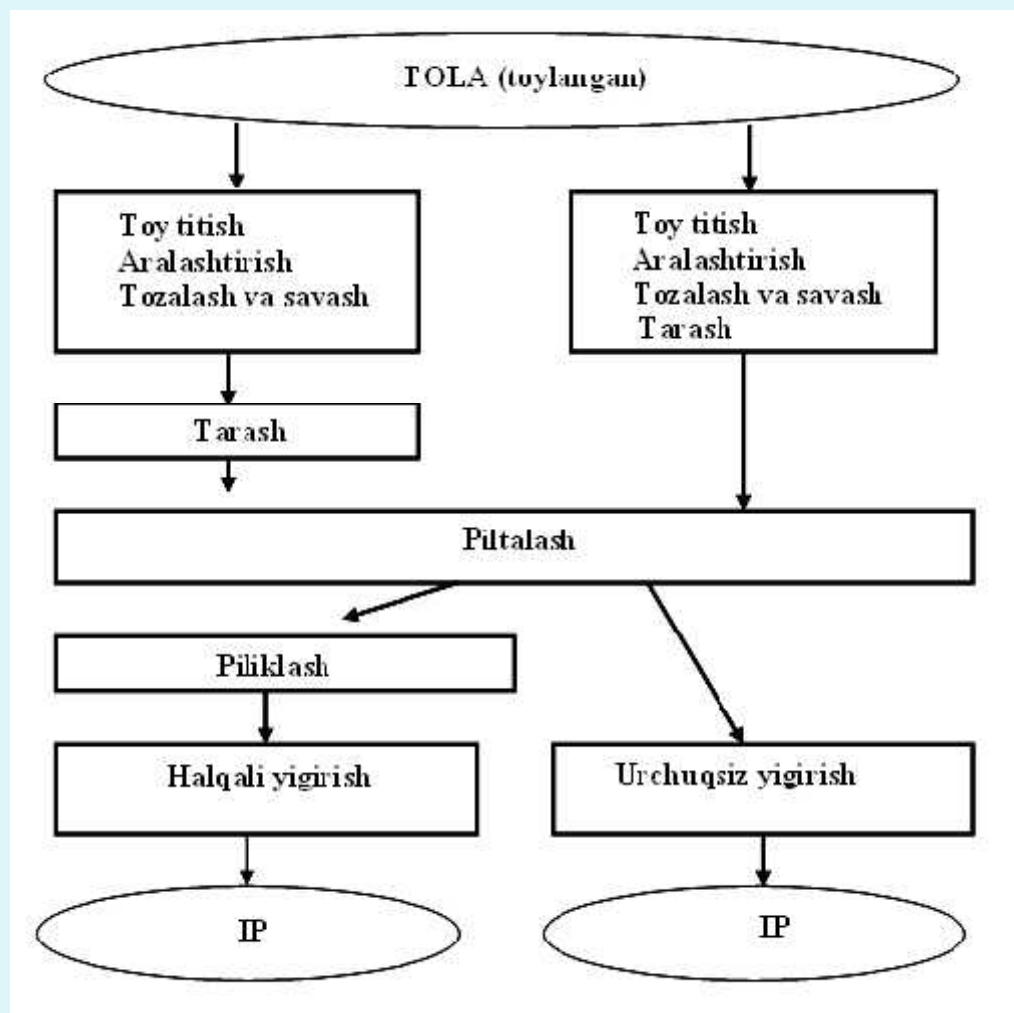 TOLA (toylangan)
Toy titish
Aralashtirish
Tozalash va savash
Toy titish
Aralashtirish
Tozalash va savash
Tarash
Tarash
Piltalash
Piliklash
Halqali yigirish
Urchuqsiz yigirish
IP
IP